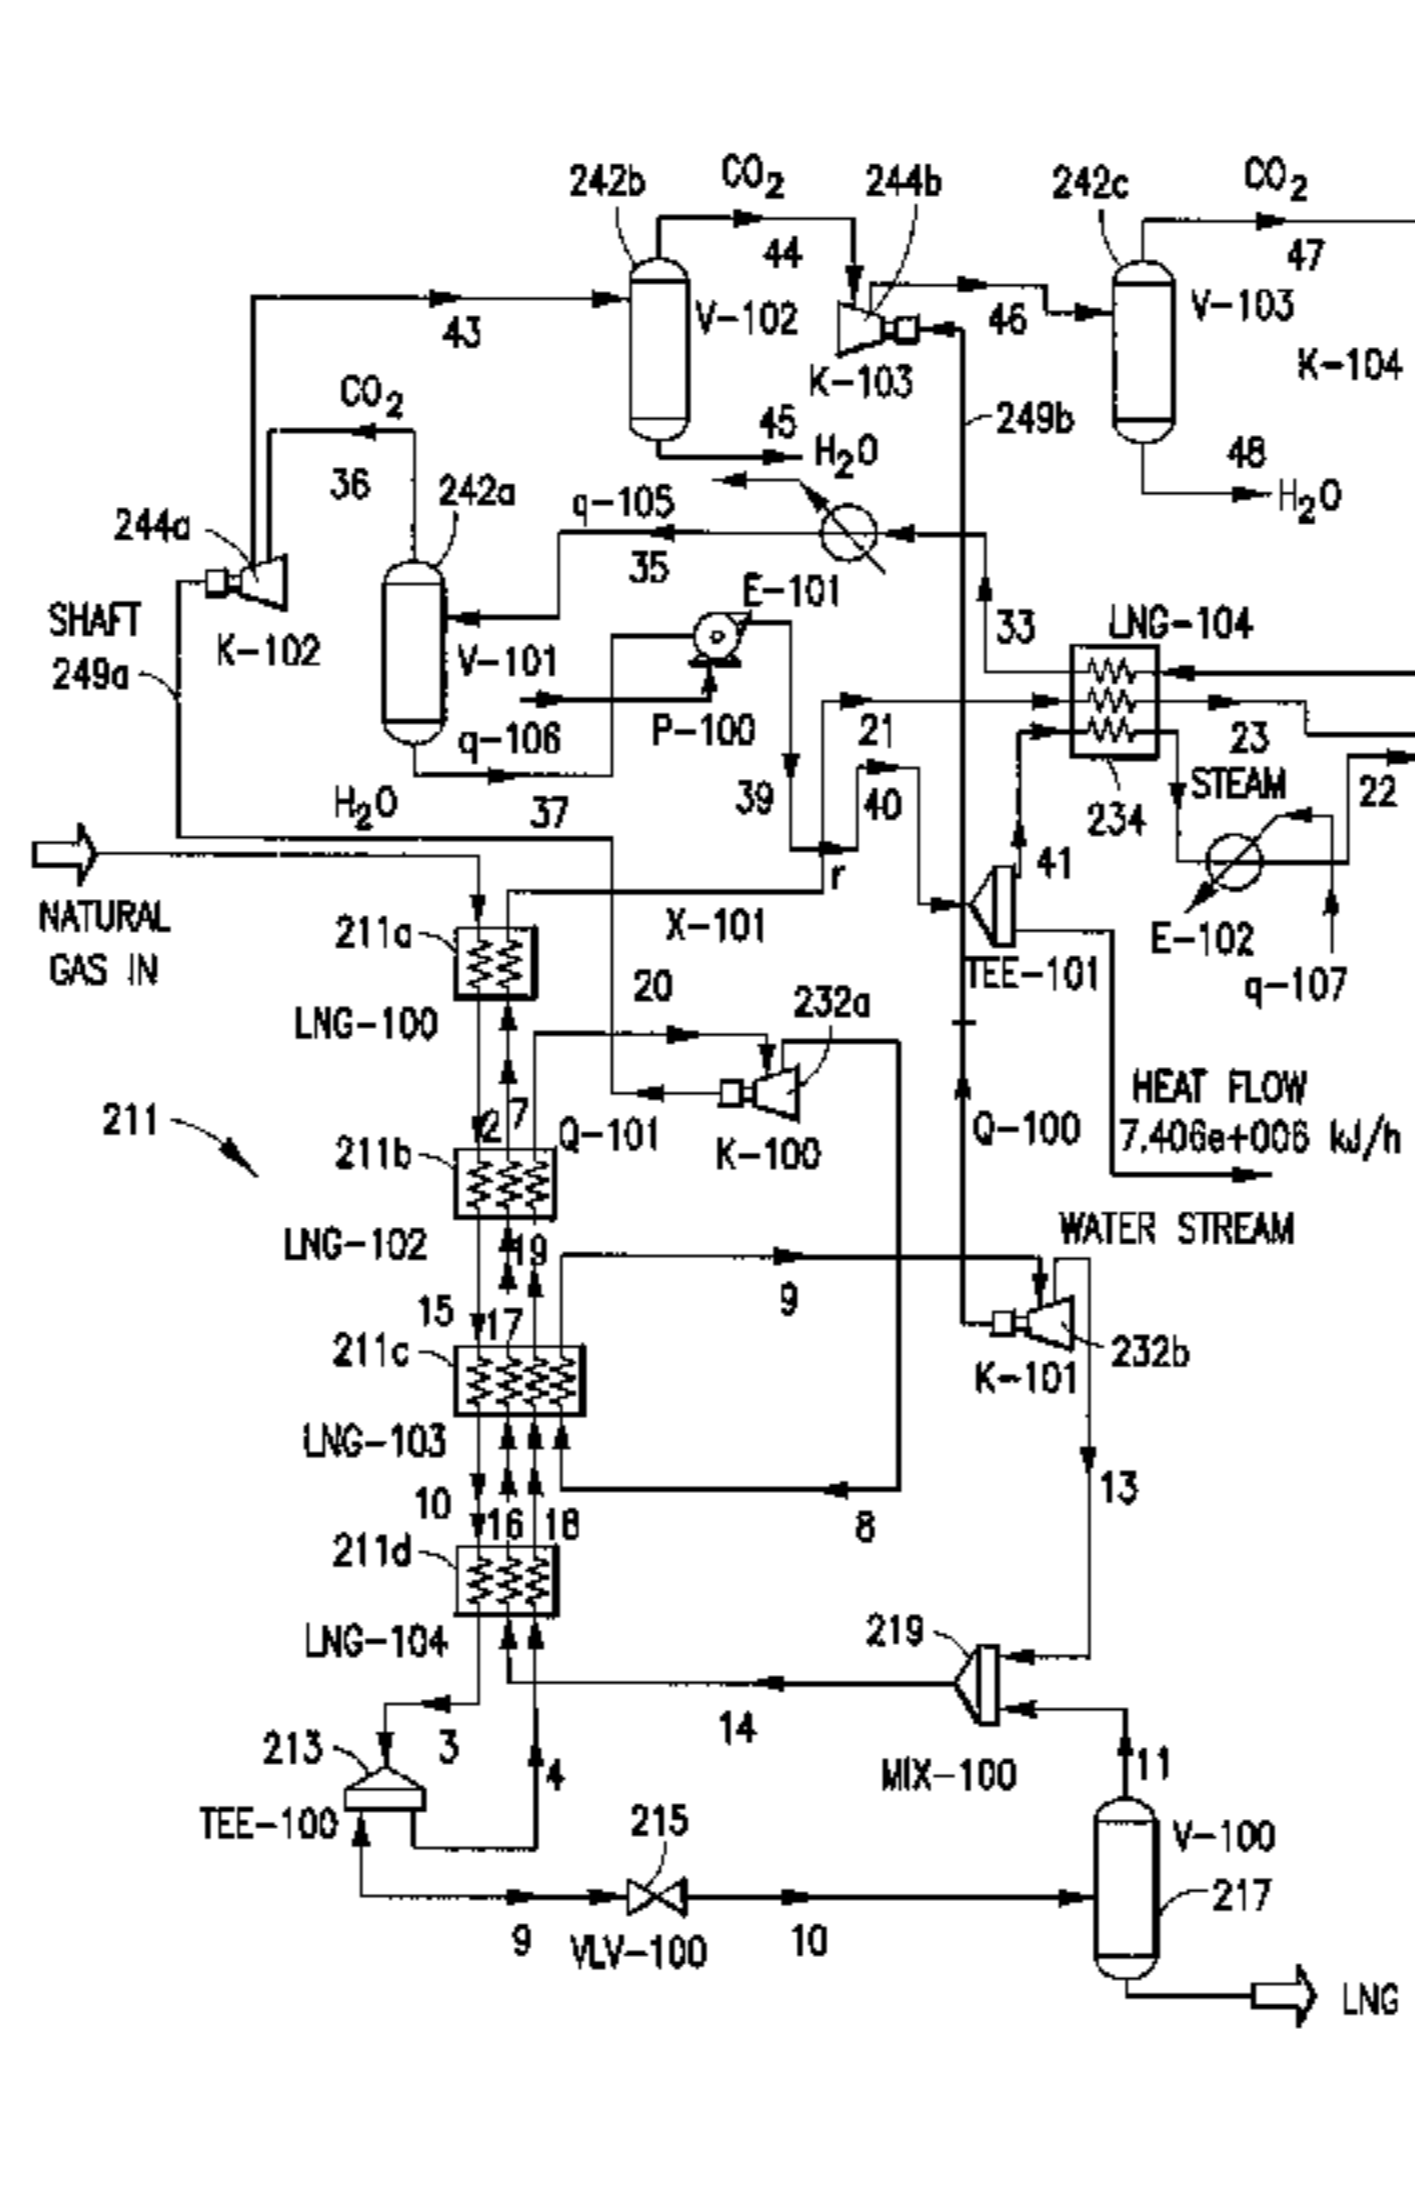 CO2
CO2
242b
244b
242c
44
47
V-102
V-103
43
46
K-104
K-103
CO2
45
249b
H2O
48
H2O
36
242a
q-105
244a
35
E-101
SHAFT
33
LNG-104
K-102
249a
V-101
q-106
P-100
21
23
STEAM
22
H2O
37
39
40
234
41
r
NATURAL
GAS IN
211a
X-101
E-102
TEE-101
q-107
20
232a
LNG-100
HEAT FLOW
7.406e+006 kJ/h
211
2
7
Q-101
Q-100
211b
K-100
WATER STREAM
LNG-102
19
9
15
17
211c
232b
K-101
LNG-103
10
16
18
8
13
211d
219
LNG-104
14
213
3
4
MIX-100
11
TEE-100
215
V-100
217
9
VLV-100
10
LNG